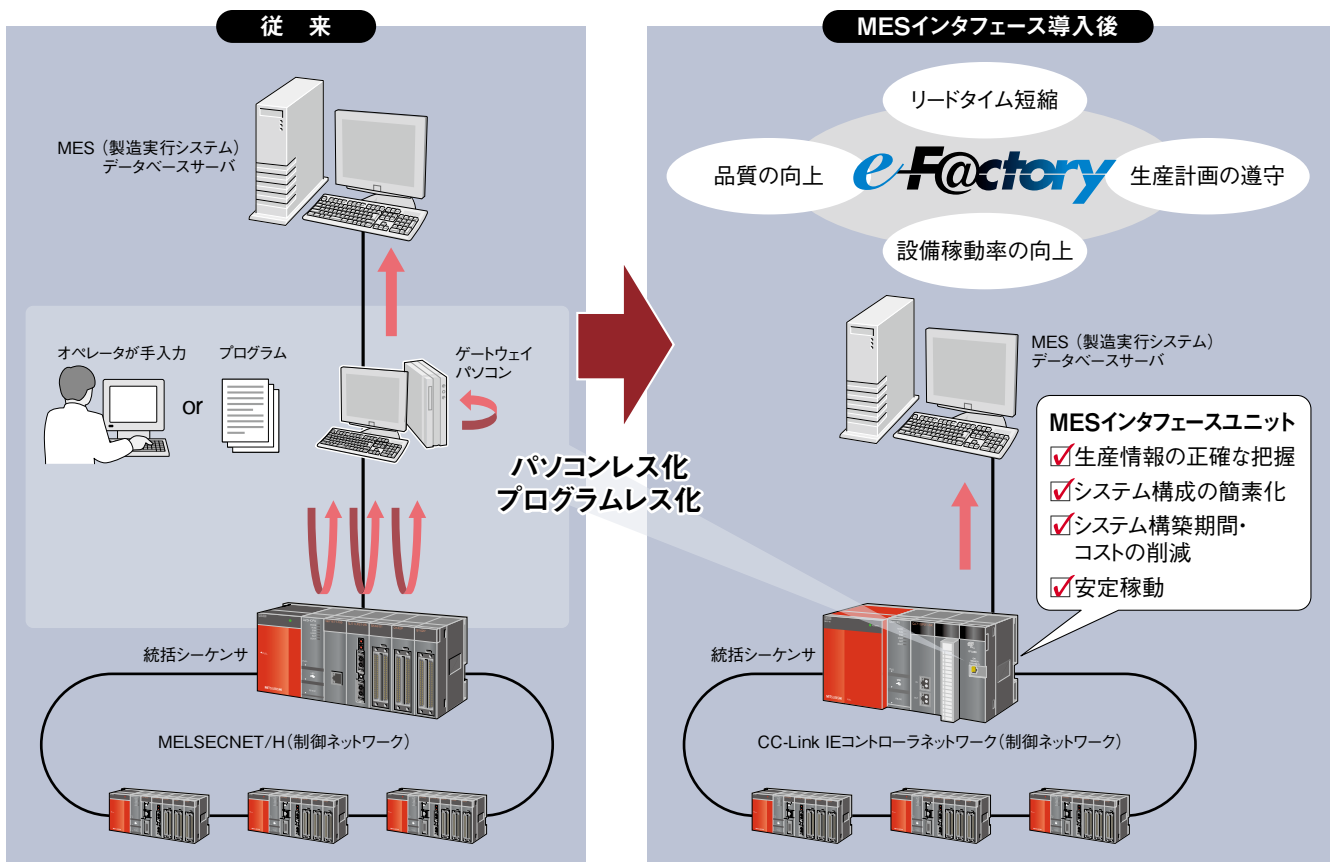 従　来
MES（製造実行システム）
データベースサーバ
オペレータが手入力
or
プログラム
ゲートウェイ
パソコン
統括シーケンサ
MELSECNET/H（制御ネットワーク）
パソコンレス化
プログラムレス化
MESインタフェース導入後
リードタイム短縮
品質の向上
e-F@ctory
生産計画の遵守
設備稼動率の向上
MES（製造実行システム）
データベースサーバ
MESインタフェースユニット
生産情報の正確な把握
システム構成の簡素化
システム構築期間・
コストの削減
安定稼動
統括シーケンサ
CC-Link IEコントローラネットワーク（制御ネットワーク）